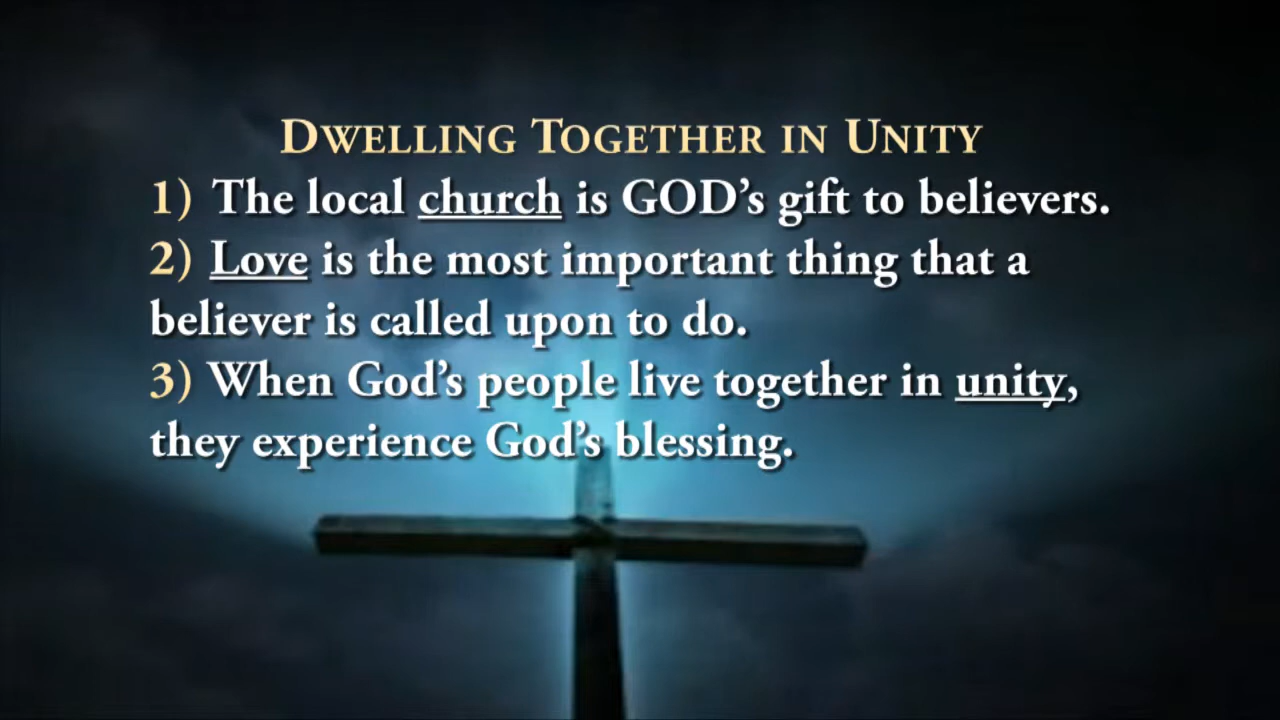 Dwelling Together in Unity
1) The local church is GOD's gift to believers.
2) Love is the most important thing that a
believer is called upon to do.
3) When God's people live together in unity,
they experience God's blessing.